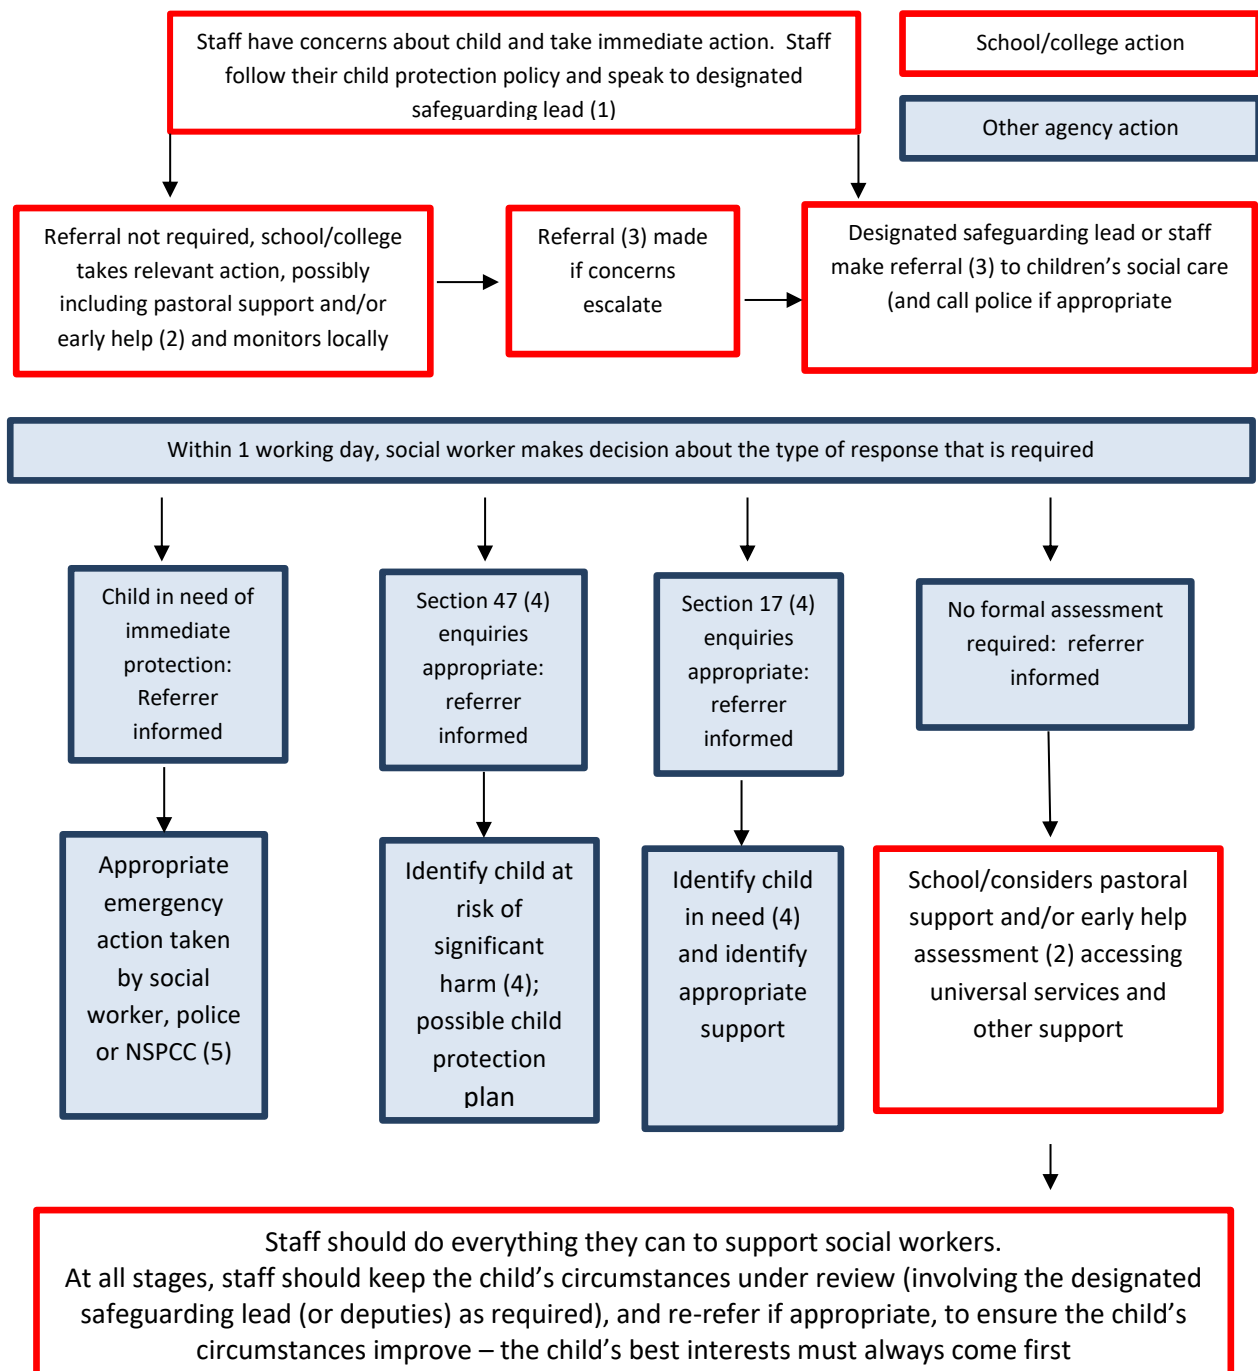 Staff have concerns about child and take immediate action.  Staff
follow their child protection policy and speak to designated
safeguarding lead (1)
School/college action
Other agency action
Referral not required, school/college
takes relevant action, possibly
including pastoral support and/or
early help (2) and monitors locally
Referral (3) made
if concerns
escalate
Designated safeguarding lead or staff
make referral (3) to children’s social care
(and call police if appropriate
Within 1 working day, social worker makes decision about the type of response that is required
Child in need of
immediate
protection:
Referrer
informed
Section 47 (4)
enquiries
appropriate:
referrer
informed
Section 17 (4)
enquiries
appropriate:
referrer
informed
No formal assessment
required:  referrer
informed
Appropriate
emergency
action taken
by social
worker, police
or NSPCC (5)
Identify child at
risk of
significant
harm (4);
possible child
protection
plan
Identify child
in need (4)
and identify
appropriate
support
School/considers pastoral
support and/or early help
assessment (2) accessing
universal services and
other support
Staff should do everything they can to support social workers.
At all stages, staff should keep the child’s circumstances under review (involving the designated
safeguarding lead (or deputies) as required), and re-refer if appropriate, to ensure the child’s
circumstances improve – the child’s best interests must always come first